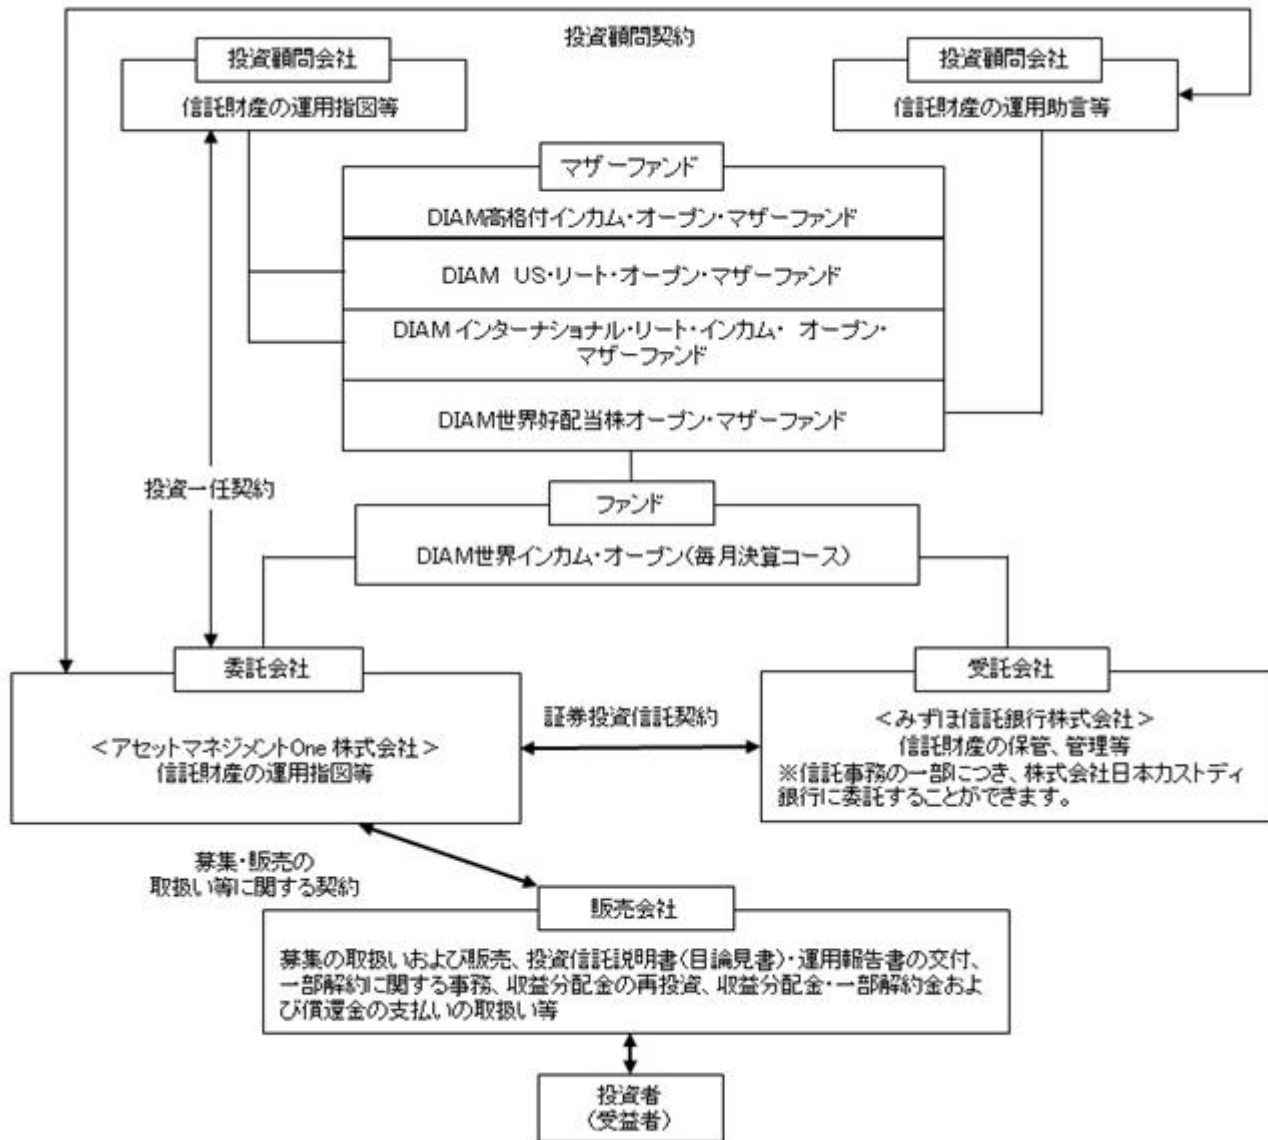 投資顧問契約
投資顧問会社
信託財産の運用指図等
投資顧問会社
信託財産の運用助言等
マザーファンド
DIAM高格付インカム・オープン・マザーファンド
DIAM US・リート・オープン・マザーファンド
DIAM インターナショナル・リート・インカム・ オープン・
マザーファンド
DIAM世界好配当株オープン・マザーファンド
投資一任契約
ファンド
DIAM世界インカム・オープン(毎月決算コース)
委託会社
<アセットマネジメントOne 株式会社>
信託財産の運用指図等
証券投資信託契約
受託会社
<みずほ信託銀行株式会社>
信託財産の保管、管理等
※信託事務の一部につき、株式会社日本カストディ
銀行に委託することができます。
募集・販売の
取扱い等に関する契約
販売会社
募集の取扱いおよび販売、投資信託説明書(目論見書)・運用報告書の交付、
一部解約に関する事務、収益分配金の再投資、収益分配金・一部解約金およ
び償還金の支払いの取扱い等
投資者
(受益者)